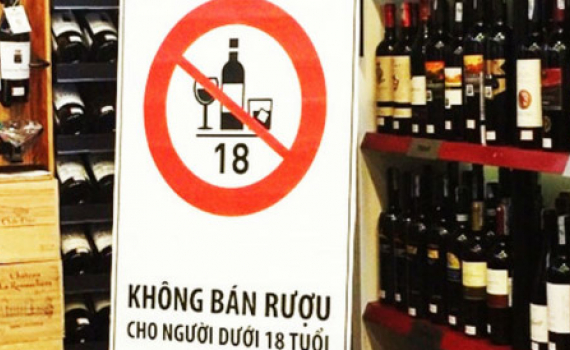 18
KHÔNG BÁN RƯỢU
CHO NGƯỜI DƯỚI 18 TUỔI